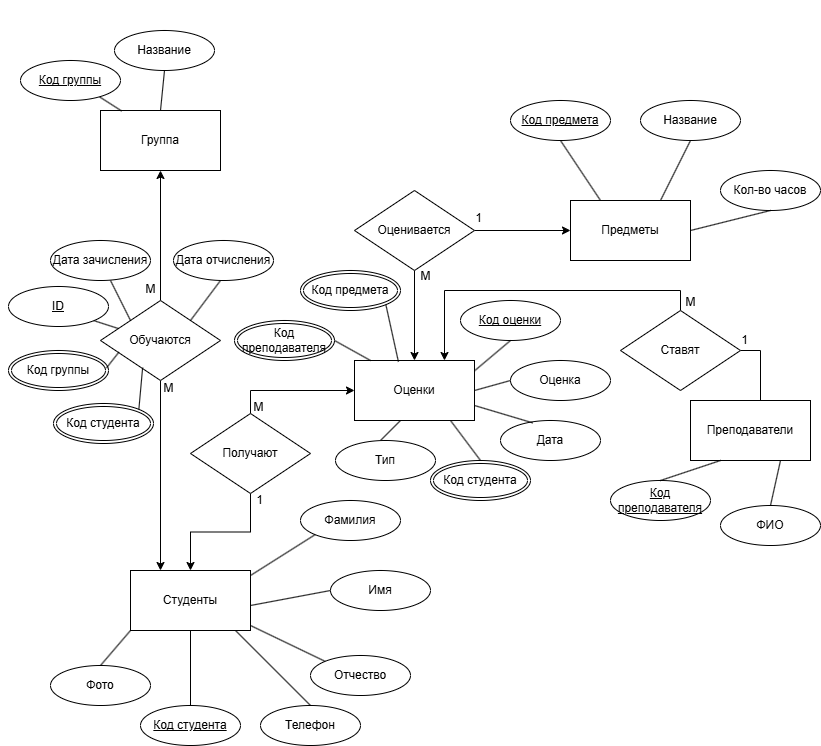 Название
Код группы
Группа
Код предмета
Название
Кол-во часов
Предметы
Оценивается
1
M
Дата зачисления
Дата отчисления
M
ID
Обучаются
Код группы
M
Код студента
Код предмета
Код
преподавателя
Код оценки
Оценки
Оценка
Дата
Тип
Код студента
M
Ставят
1
Преподаватели
Код
преподавателя
ФИО
M
Получают
1
Фамилия
Студенты
Имя
Отчество
Фото
Код студента
Телефон